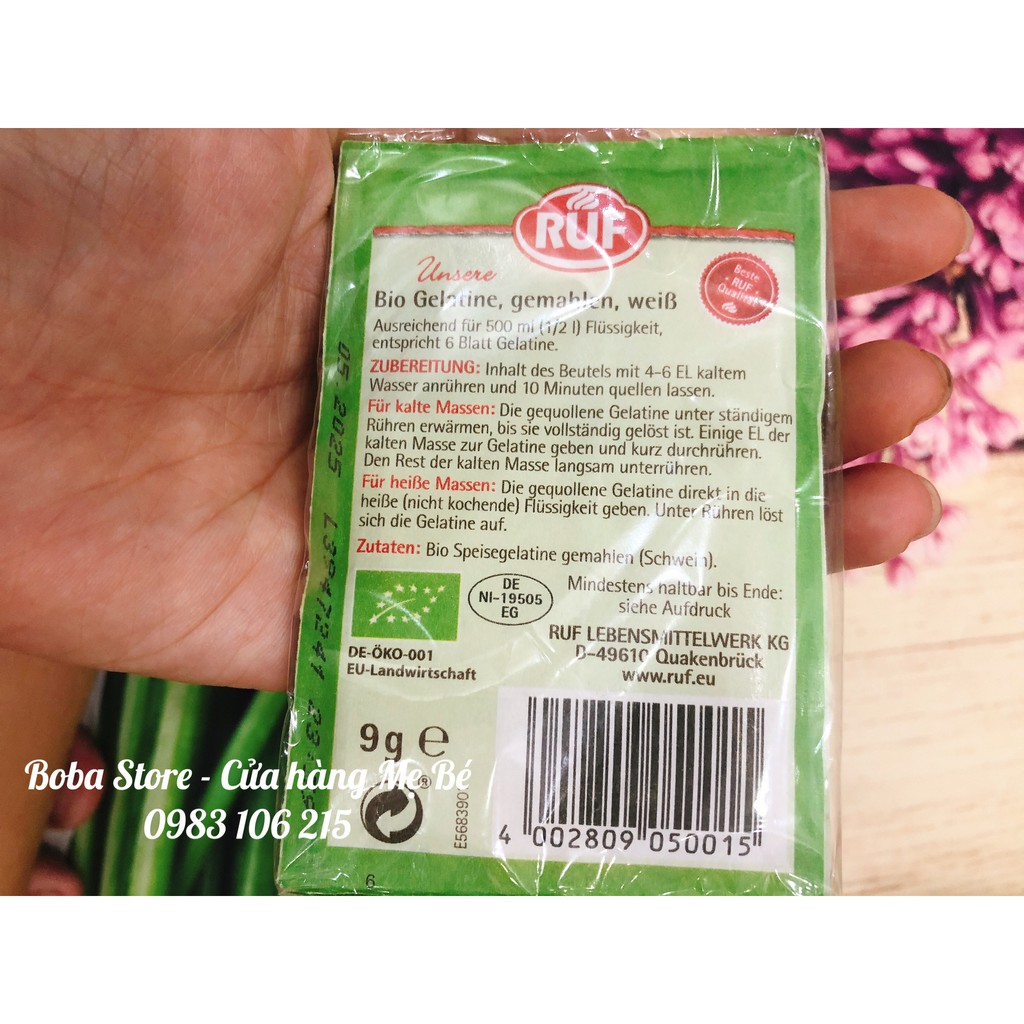 RUF
Unsere
Beste
RUF
Qualität
Bio Gelatine, gemahlen, weiß
Ausreichend für 500 ml (1/2 l) Flüssigkeit,
entspricht 6 Blatt Gelatine.
ZUBEREITUNG: Inhalt des Beutels mit 4-6 EL kaltem
Wasser anrühren und 10 Minuten quellen lassen.
Für kalte Massen: Die gequollene Gelatine unter ständigem
Rühren erwärmen, bis sie vollständig gelöst ist. Einige EL der
kalten Masse zur Gelatine geben und kurz durchrühren.
Den Rest der kalten Masse langsam unterrühren.
Für heiße Massen: Die gequollene Gelatine direkt in die
heiße (nicht kochende) Flüssigkeit geben. Unter Rühren löst
sich die Gelatine auf.
Zutaten: Bio Speisegelatine gemahlen (Schwein).
DE
NI-19505
EG
Mindestens haltbar bis Ende:
siehe Aufdruck
DE-ÖKO-001
EU-Landwirtschaft
RUF LEBENSMITTELWERK KG
D-49610 Quakenbrück
www.ruf.eu
05.2025
9g e
E568390
4 002809 050015
6
Boba Store - Cửa hàng Mẹ Bé
0983 106 215